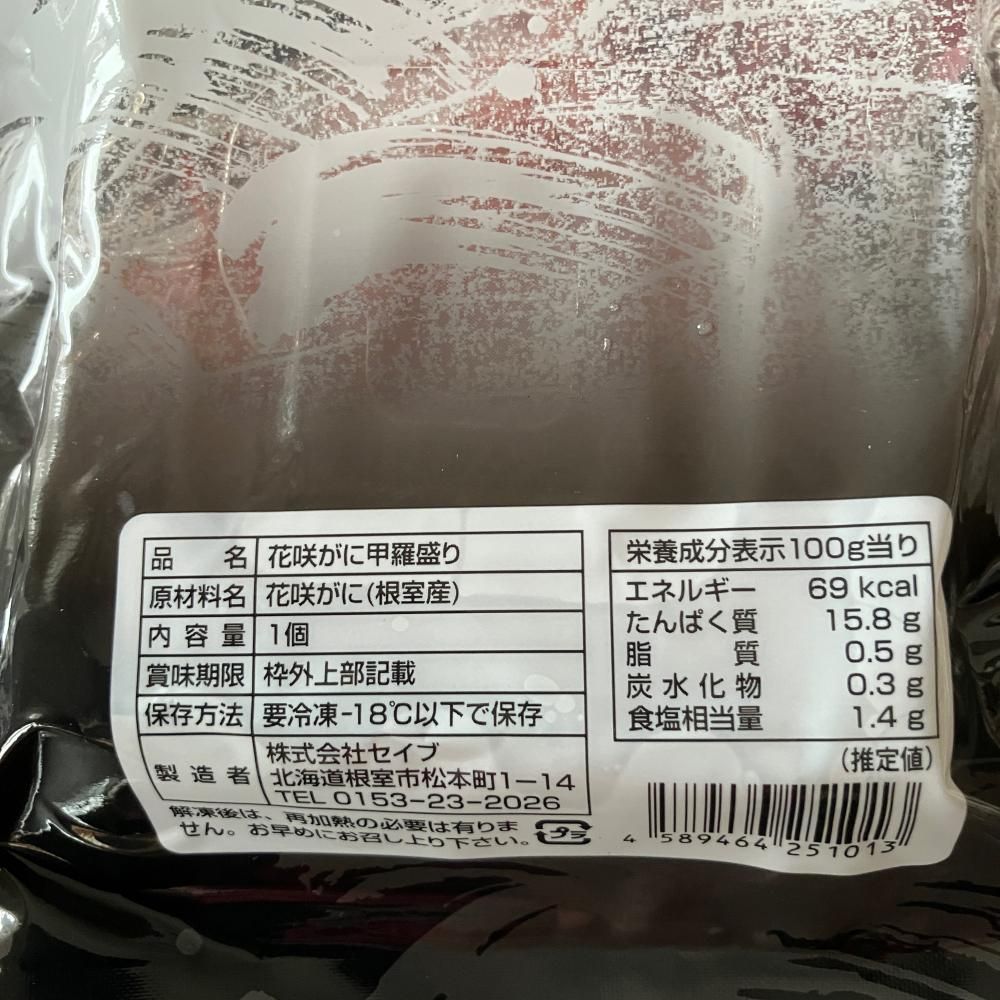 品名 花咲がに甲羅盛り
原材料名 花咲がに(根室産)
内容量 1個
賞味期限 枠外上部記載
保存方法 要冷凍-18℃以下で保存
製造者 株式会社セイブ
北海道根室市松本町1-14
TEL 0153-23-2026
解凍後は、再加熱の必要は有りま
せん。お早めにお召し上り下さい。
プラ
栄養成分表示100g当り
エネルギー 69 kcal
たんぱく質 15.8 g
脂質 0.5 g
炭水化物 0.3 g
食塩相当量 1.4 g
(推定値)
4 589464 251013